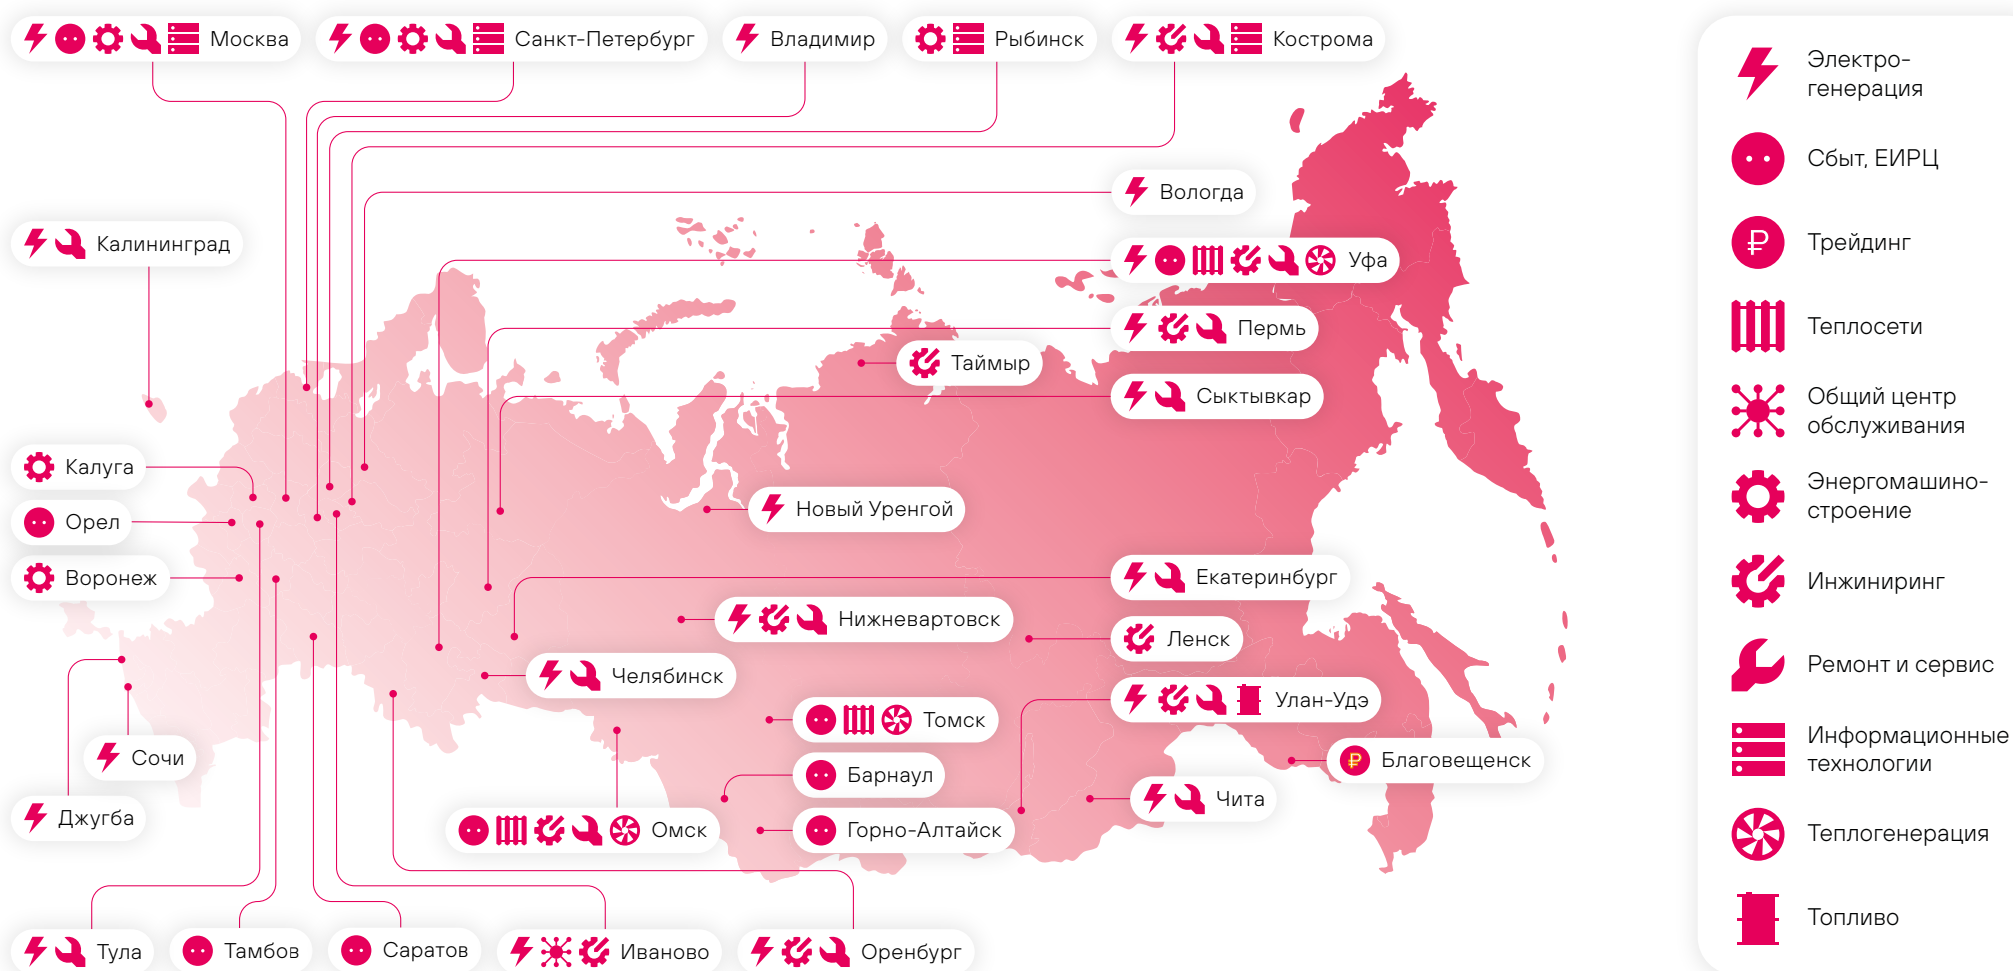 Москва
Санкт-Петербург
Владимир
Рыбинск
Кострома
Вологда
Калининград
Уфа
Пермь
Таймыр
Сыктывкар
Калуга
Новый Уренгой
Орел
Воронеж
Екатеринбург
Нижневартовск
Ленск
Челябинск
Улан-Удэ
Томск
Сочи
Благовещенск
Барнаул
Чита
Джугба
Омск
Горно-Алтайск
Тула
Тамбов
Саратов
Иваново
Оренбург
Электро-
генерация
Сбыт, ЕИРЦ
₽
Трейдинг
Теплосети
Общий центр
обслуживания
Энергомашино-
строение
Инжиниринг
Ремонт и сервис
Информационные
технологии
Теплогенерация
Топливо
₽